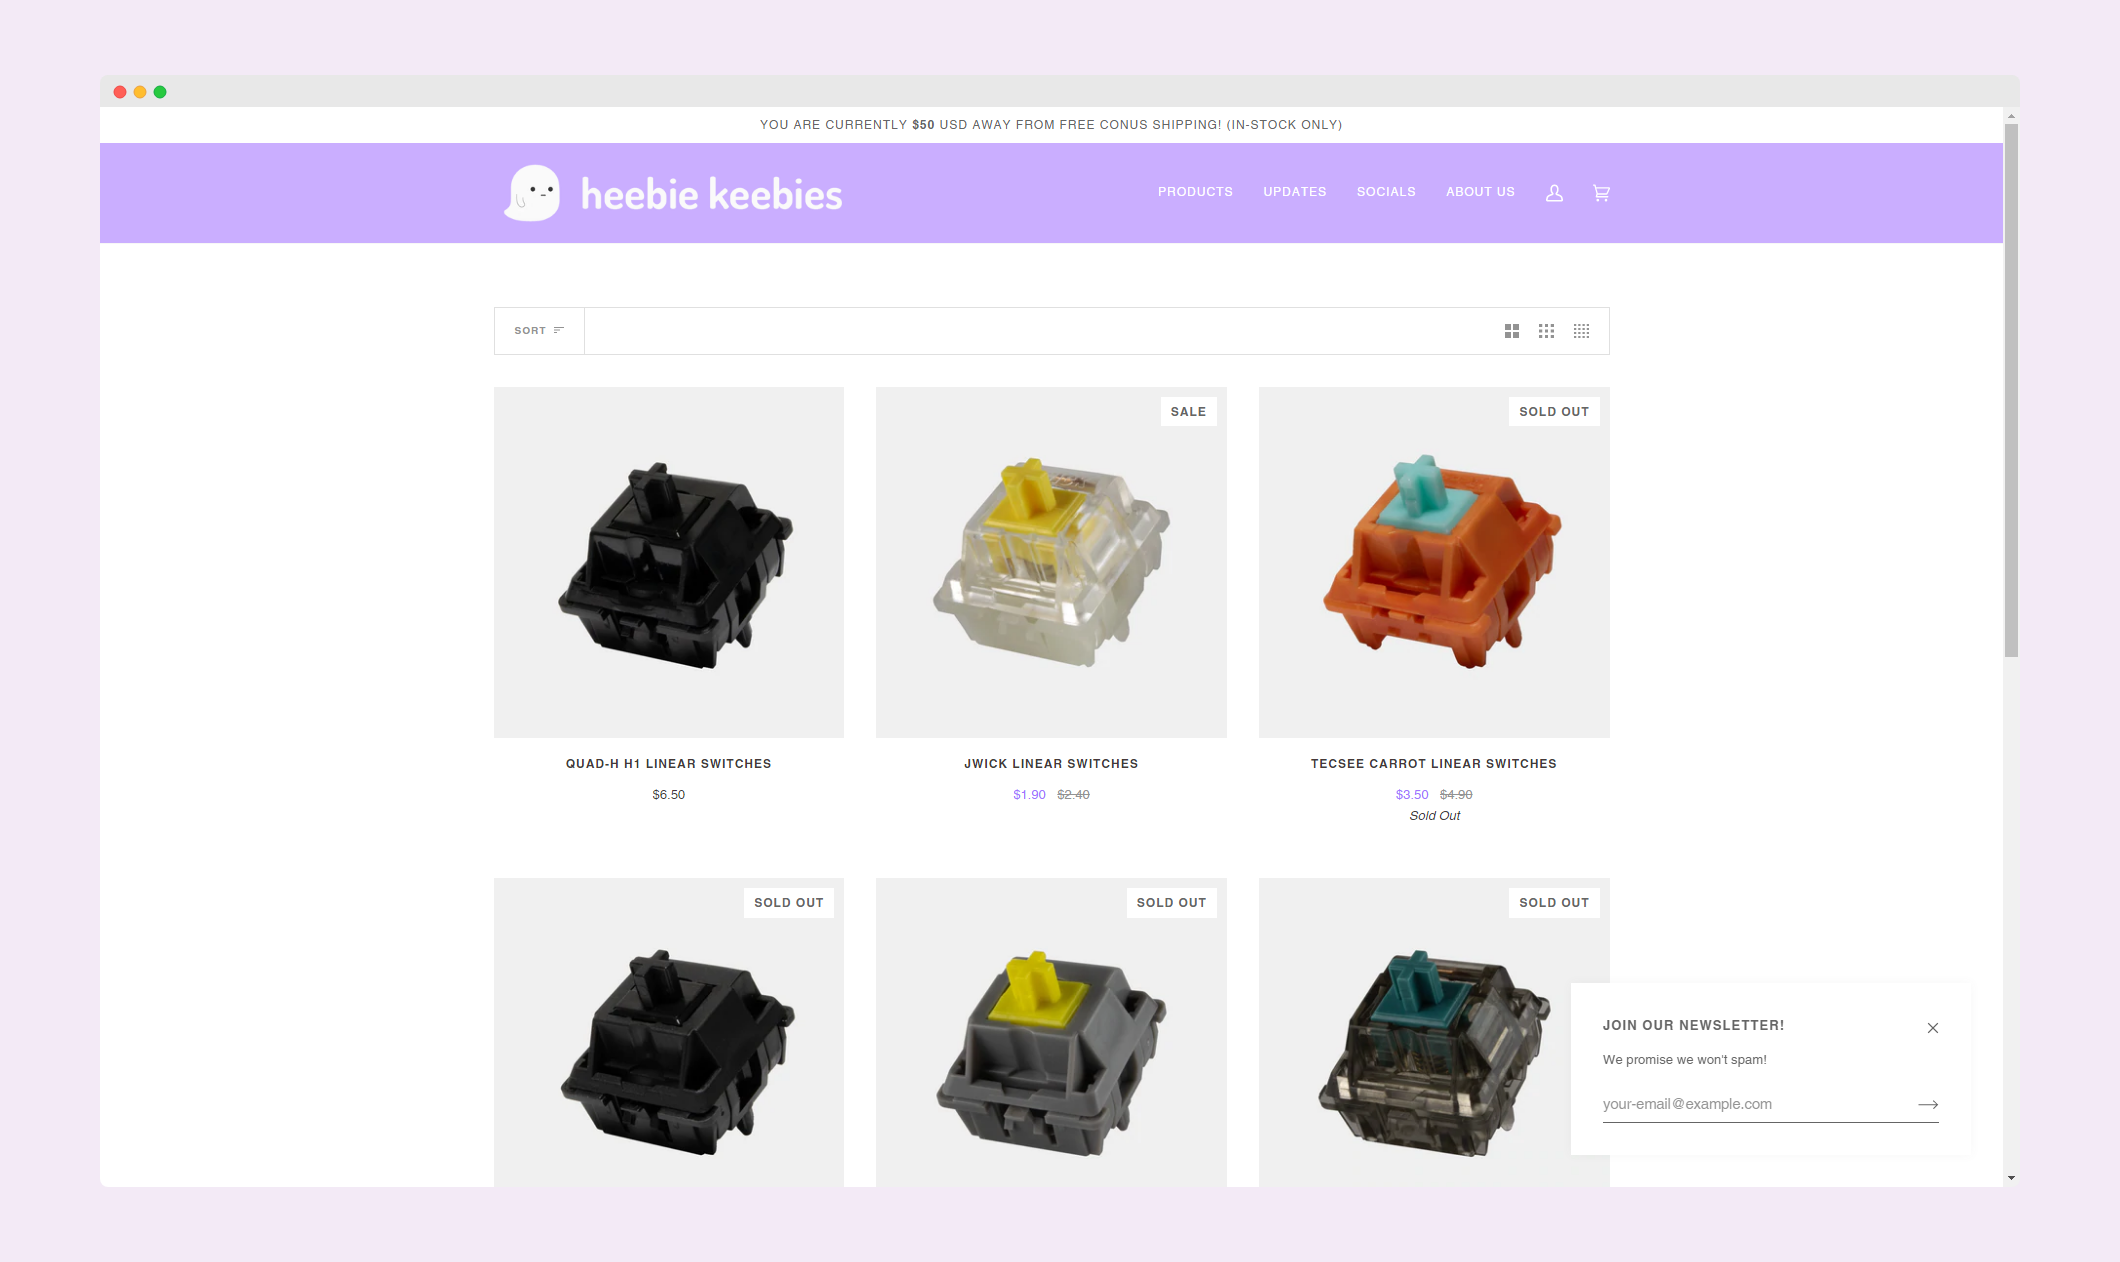 YOU ARE CURRENTLY $50 USD AWAY FROM FREE CONUS SHIPPING! (IN-STOCK ONLY)
heebie keebies
PRODUCTS UPDATES SOCIALS ABOUT US
SORT
SALE
SOLD OUT
QUAD-H H1 LINEAR SWITCHES
$6.50
JWICK LINEAR SWITCHES
$1.90 $2.40
TECSEE CARROT LINEAR SWITCHES
$3.50 $4.90
Sold Out
SOLD OUT
SOLD OUT
SOLD OUT
JOIN OUR NEWSLETTER!
We promise we won't spam!
your-email@example.com